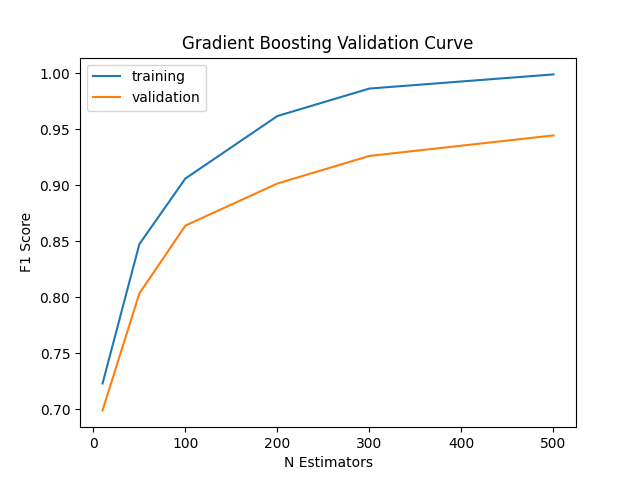 Gradient Boosting Validation Curve
training
validation
1.00
0.95
0.90
0.85
0.80
0.75
0.70
F1 Score
0 100 200 300 400 500
N Estimators